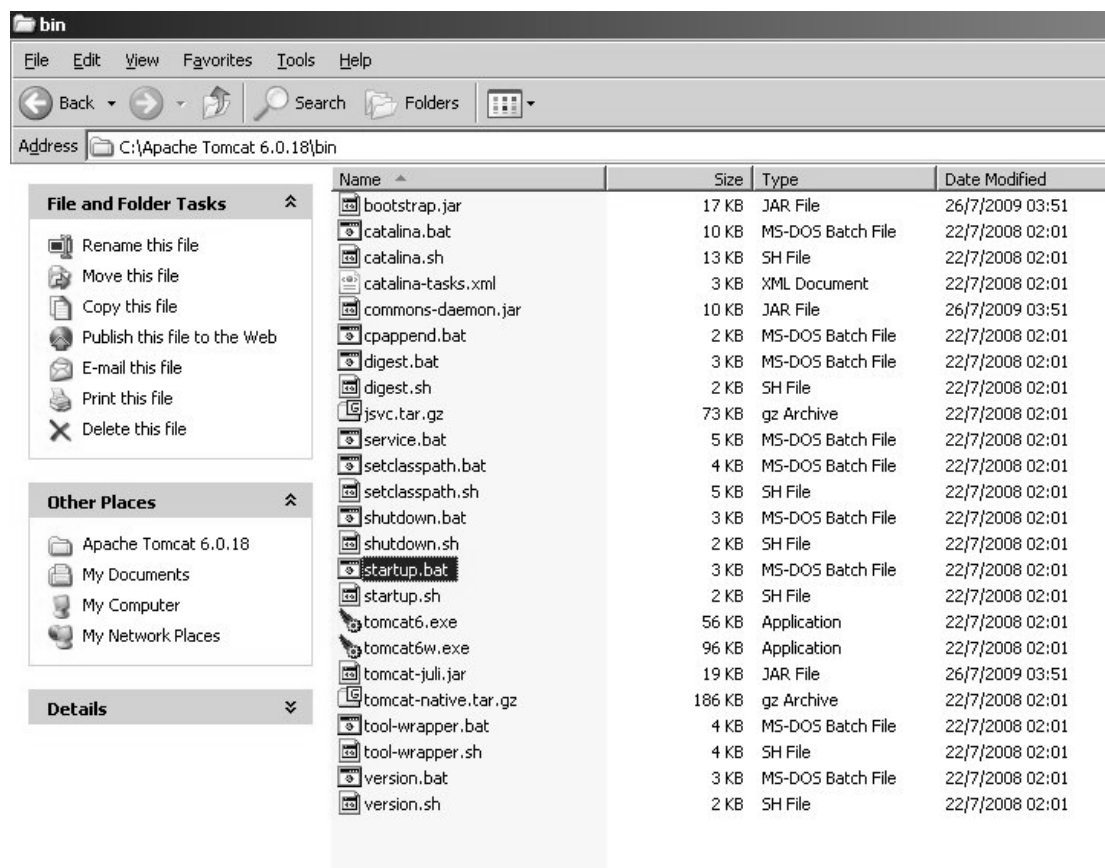 bin
File Edit View Favorites Tools Help
Back Search Folders
Address C:\Apache Tomcat 6.0.18\bin
File and Folder Tasks
Rename this file
Move this file
Copy this file
Publish this file to the Web
E-mail this file
Print this file
Delete this file
Other Places
Apache Tomcat 6.0.18
My Documents
My Computer
My Network Places
Details
Name Size Type Date Modified
bootstrap.jar 17 KB JAR File 26/7/2009 03:51
catalina.bat 10 KB MS-DOS Batch File 22/7/2008 02:01
catalina.sh 13 KB SH File 22/7/2008 02:01
catalina-tasks.xml 3 KB XML Document 22/7/2008 02:01
commons-daemon.jar 10 KB JAR File 26/7/2009 03:51
cpappend.bat 2 KB MS-DOS Batch File 22/7/2008 02:01
digest.bat 3 KB MS-DOS Batch File 22/7/2008 02:01
digest.sh 2 KB SH File 22/7/2008 02:01
jsvc.tar.gz 73 KB gz Archive 22/7/2008 02:01
service.bat 5 KB MS-DOS Batch File 22/7/2008 02:01
setclasspath.bat 4 KB MS-DOS Batch File 22/7/2008 02:01
setclasspath.sh 5 KB SH File 22/7/2008 02:01
shutdown.bat 3 KB MS-DOS Batch File 22/7/2008 02:01
shutdown.sh 2 KB SH File 22/7/2008 02:01
startup.bat 3 KB MS-DOS Batch File 22/7/2008 02:01
startup.sh 2 KB SH File 22/7/2008 02:01
tomcat6.exe 56 KB Application 22/7/2008 02:01
tomcat6w.exe 96 KB Application 22/7/2008 02:01
tomcat-juli.jar 19 KB JAR File 26/7/2009 03:51
tomcat-native.tar.gz 186 KB gz Archive 22/7/2008 02:01
tool-wrapper.bat 4 KB MS-DOS Batch File 22/7/2008 02:01
tool-wrapper.sh 4 KB SH File 22/7/2008 02:01
version.bat 3 KB MS-DOS Batch File 22/7/2008 02:01
version.sh 2 KB SH File 22/7/2008 02:01